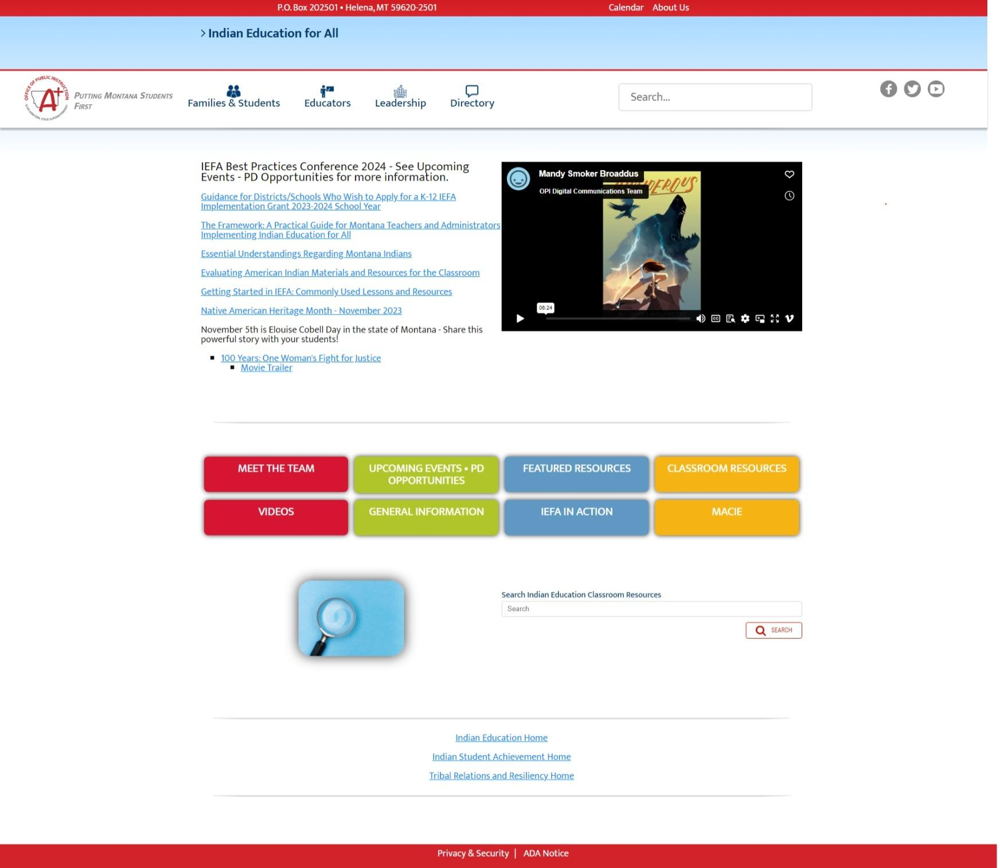 P.O. Box 202501 • Helena, MT 59620-2501
Calendar About Us
> Indian Education for All
OFFICE OF PUBLIC INSTRUCTION
A+
ELSIE ARNTZEN, STATE SUPERINTENDENT
PUTTING MONTANA STUDENTS
FIRST
Families & Students
Educators
Leadership
Directory
Search...
IEFA Best Practices Conference 2024 - See Upcoming
Events - PD Opportunities for more information.
Guidance for Districts/Schools Who Wish to Apply for a K-12 IEFA
Implementation Grant 2023-2024 School Year
The Framework: A Practical Guide for Montana Teachers and Administrators
Implementing Indian Education for All
Essential Understandings Regarding Montana Indians
Evaluating American Indian Materials and Resources for the Classroom
Getting Started in IEFA: Commonly Used Lessons and Resources
Native American Heritage Month - November 2023
November 5th is Elouise Cobell Day in the state of Montana - Share this
powerful story with your students!
100 Years: One Woman's Fight for Justice
Movie Trailer
Mandy Smoker Broaddus
OPI Digital Communications Team
06:24
CC
MEET THE TEAM
UPCOMING EVENTS • PD
OPPORTUNITIES
FEATURED RESOURCES
CLASSROOM RESOURCES
VIDEOS
GENERAL INFORMATION
IEFA IN ACTION
MACIE
Search Indian Education Classroom Resources
Search
SEARCH
Indian Education Home
Indian Student Achievement Home
Tribal Relations and Resiliency Home
Privacy & Security | ADA Notice